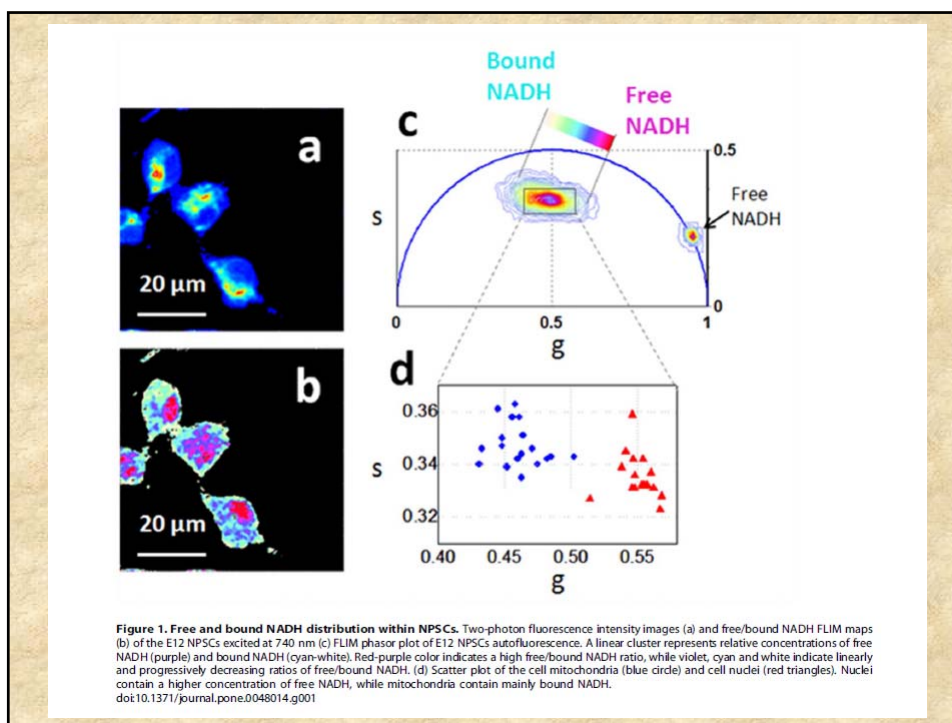 Bound
NADH
Free
NADH
a
c
0.5
S
Free
NADH
20 µm
0
0
0.5
1
g
b
d
0.36
S
0.34
20 µm
0.32
0.40
0.45
0.50
0.55
g
Figure 1. Free and bound NADH distribution within NPSCs. Two-photon fluorescence intensity images (a) and free/bound NADH FLIM maps
(b) of the E12 NPSCs excited at 740 nm (c) FLIM phasor plot of E12 NPSCs autofluorescence. A linear cluster represents relative concentrations of free
NADH (purple) and bound NADH (cyan-white). Red-purple color indicates a high free/bound NADH ratio, while violet, cyan and white indicate linearly
and progressively decreasing ratios of free/bound NADH. (d) Scatter plot of the cell mitochondria (blue circle) and cell nuclei (red triangles). Nuclei
contain a higher concentration of free NADH, while mitochondria contain mainly bound NADH.
doi:10.1371/journal.pone.0048014.g001